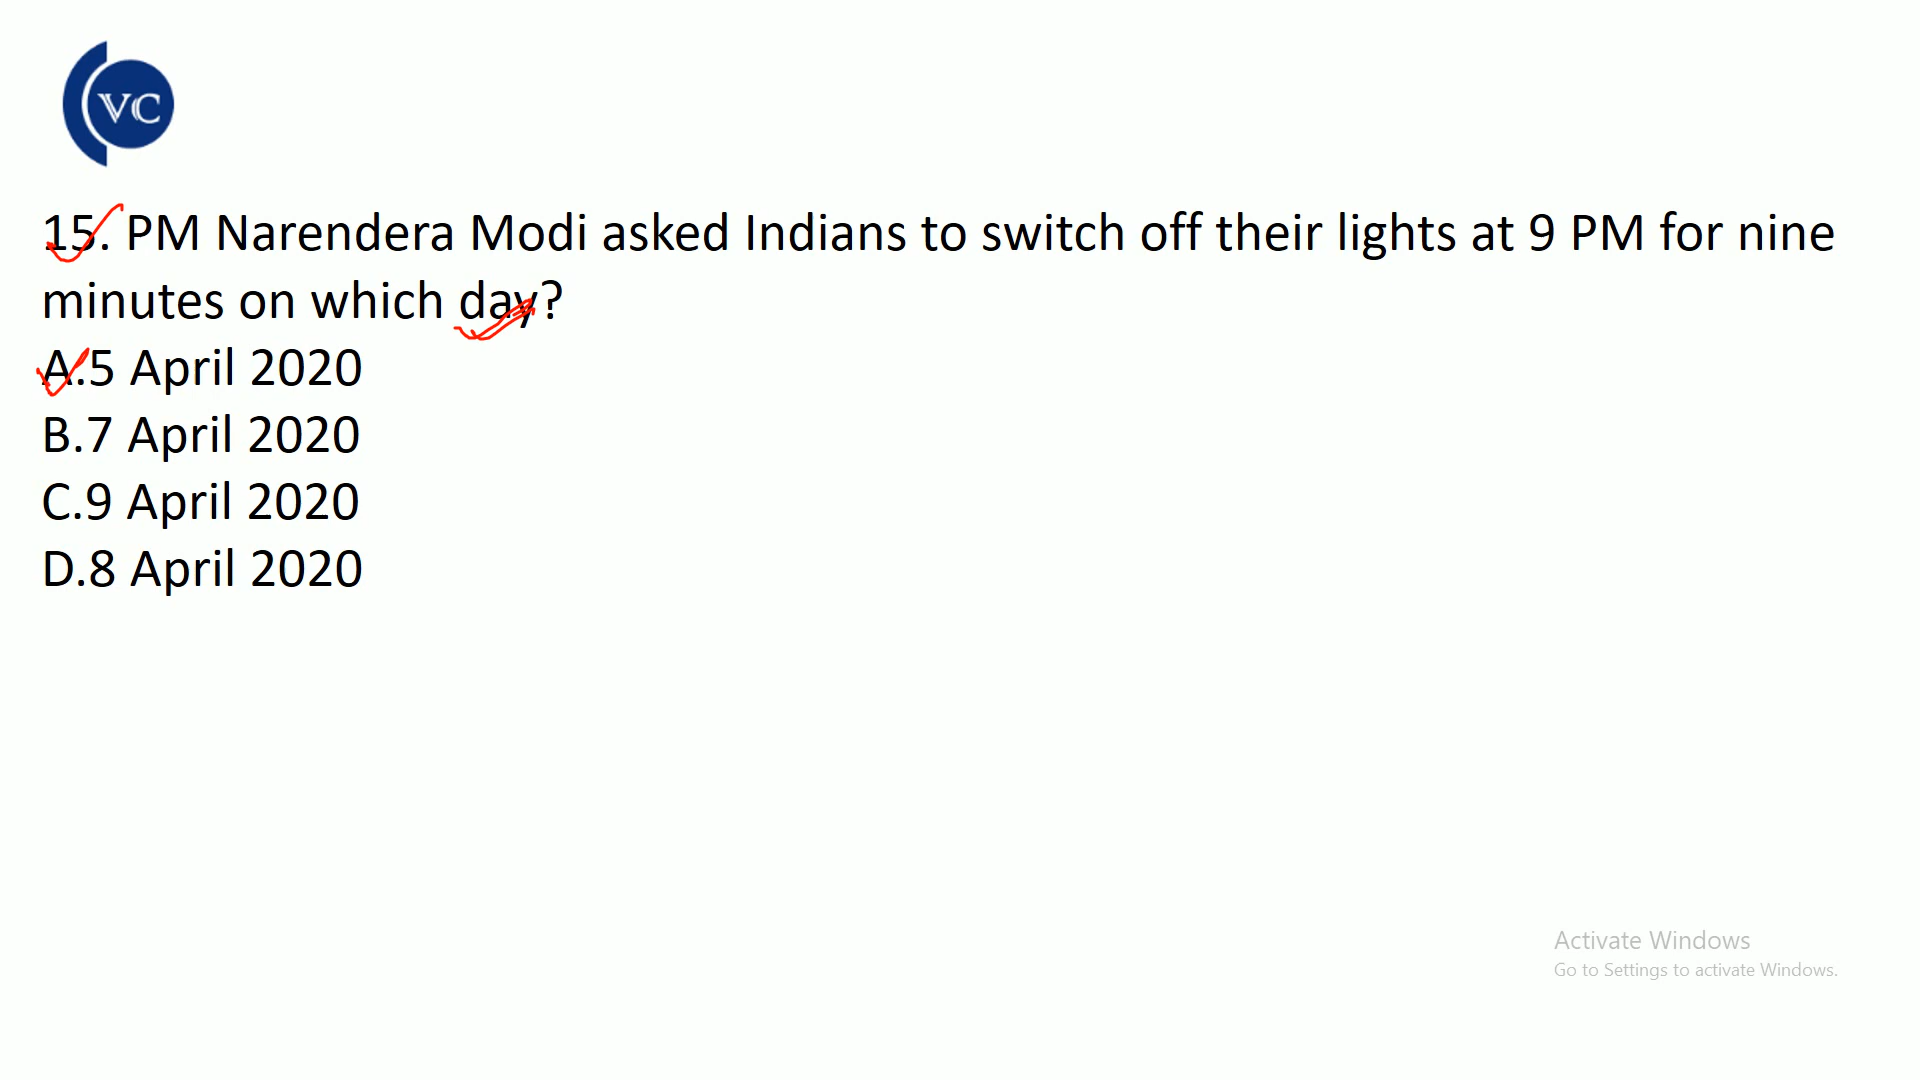 VC
15. PM Narendera Modi asked Indians to switch off their lights at 9 PM for nine
minutes on which day?
A.5 April 2020
B.7 April 2020
C.9 April 2020
D.8 April 2020
Activate Windows
Go to Settings to activate Windows.